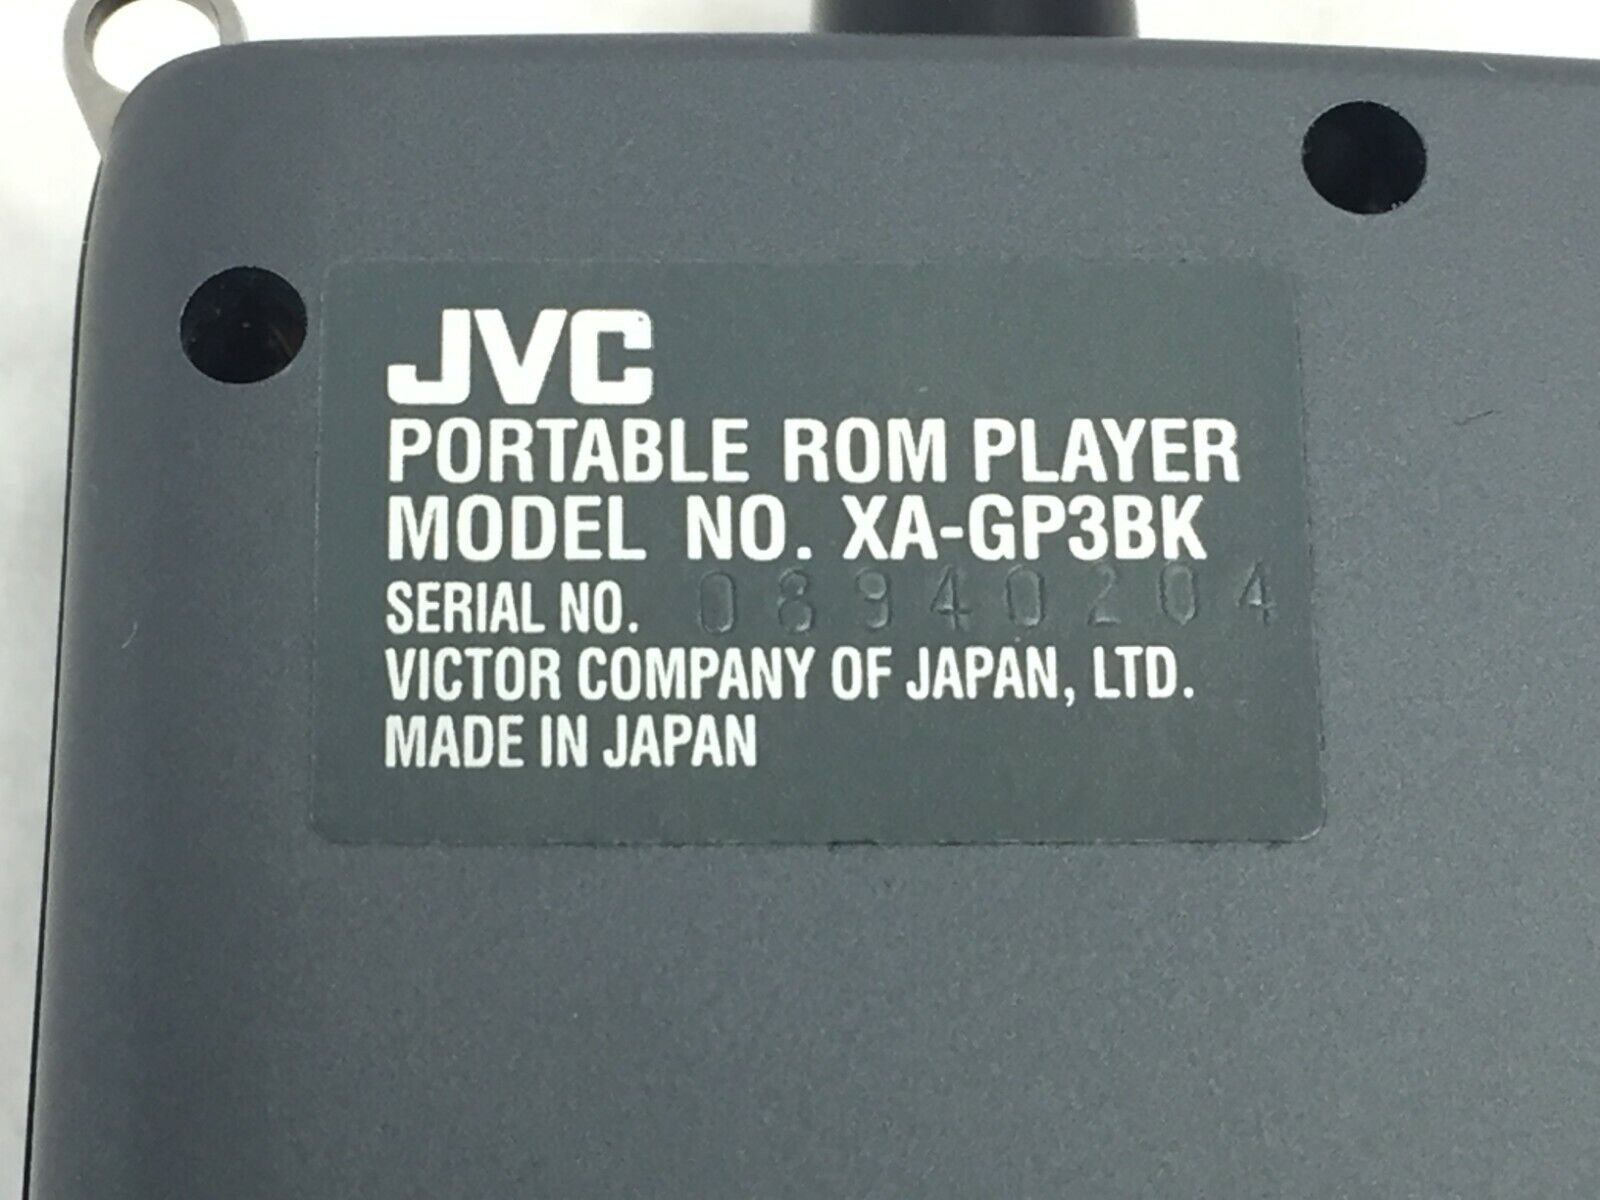 JVC
PORTABLE ROM PLAYER
MODEL NO. XA-GP3BK
SERIAL NO. 08940204
VICTOR COMPANY OF JAPAN, LTD.
MADE IN JAPAN